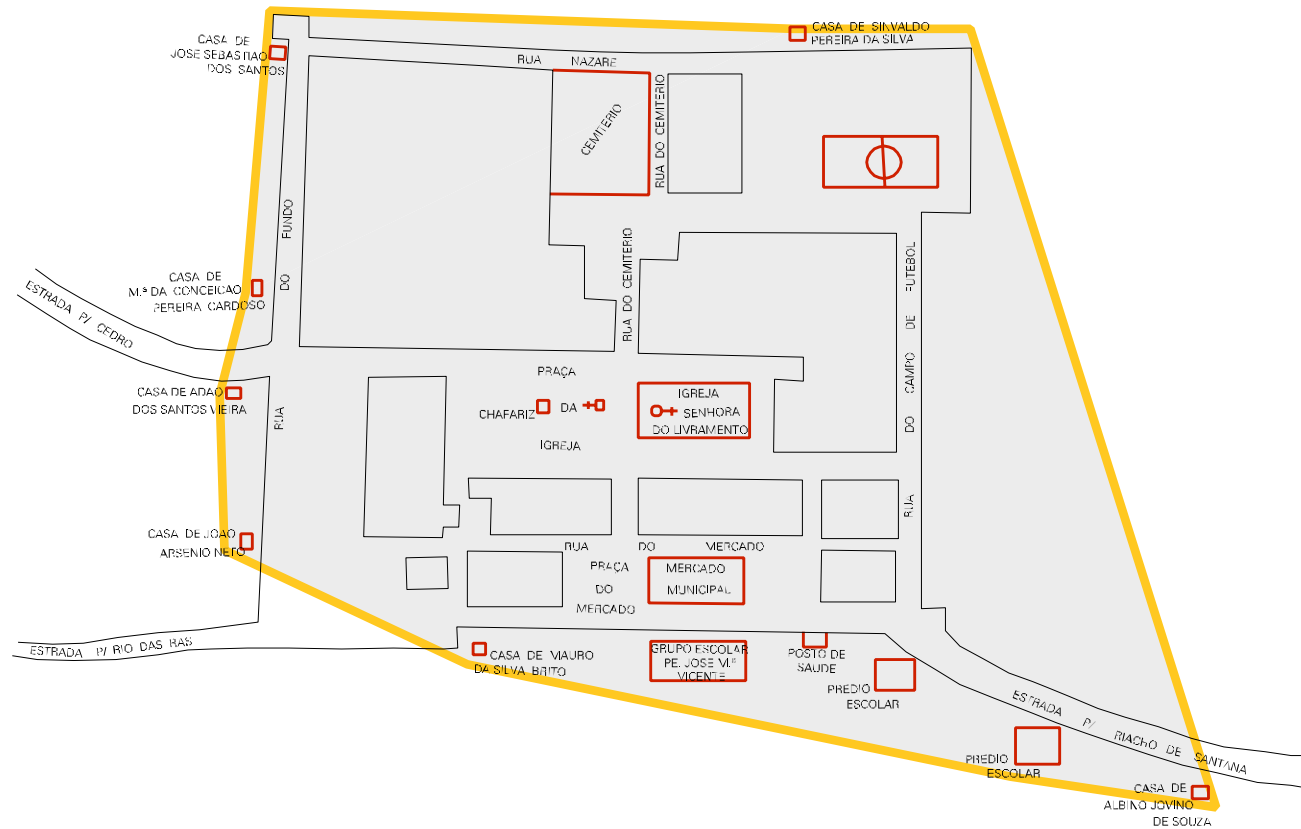 CASA DE SINVALDO
PEREIRA DA SILVA
CASA DE
JOSE SEBASTIAO
DOS SANTOS
RUA NAZARE
CEMITERIO
RUA DO CEMITERIO
RUA DO FUNDO
CASA DE
M.ª DA CONCEICAO
PEREIRA CARDOSO
ESTRADA P/ CEDRO
RUA DO CEMITERIO
RUA DO CAMPO DE FUTEBOL
CASA DE ADAO
DOS SANTOS VIEIRA
PRAÇA
DA
IGREJA
CHAFARIZ
IGREJA
SENHORA
DO LIVRAMENTO
CASA DE JOAO
ARSENIO NETO
RUA DO MERCADO
PRAÇA
DO
MERCADO
MERCADO
MUNICIPAL
ESTRADA P/ RIO DAS RAS
CASA DE MAURO
DA SILVA BRITO
GRUPO ESCOLAR
PE. JOSE M.ª
VICENTE
POSTO DE
SAUDE
PREDIO
ESCOLAR
ESTRADA P/ RIACHO DE SANTANA
PREDIO
ESCOLAR
CASA DE
ALBINO JOVINO
DE SOUZA